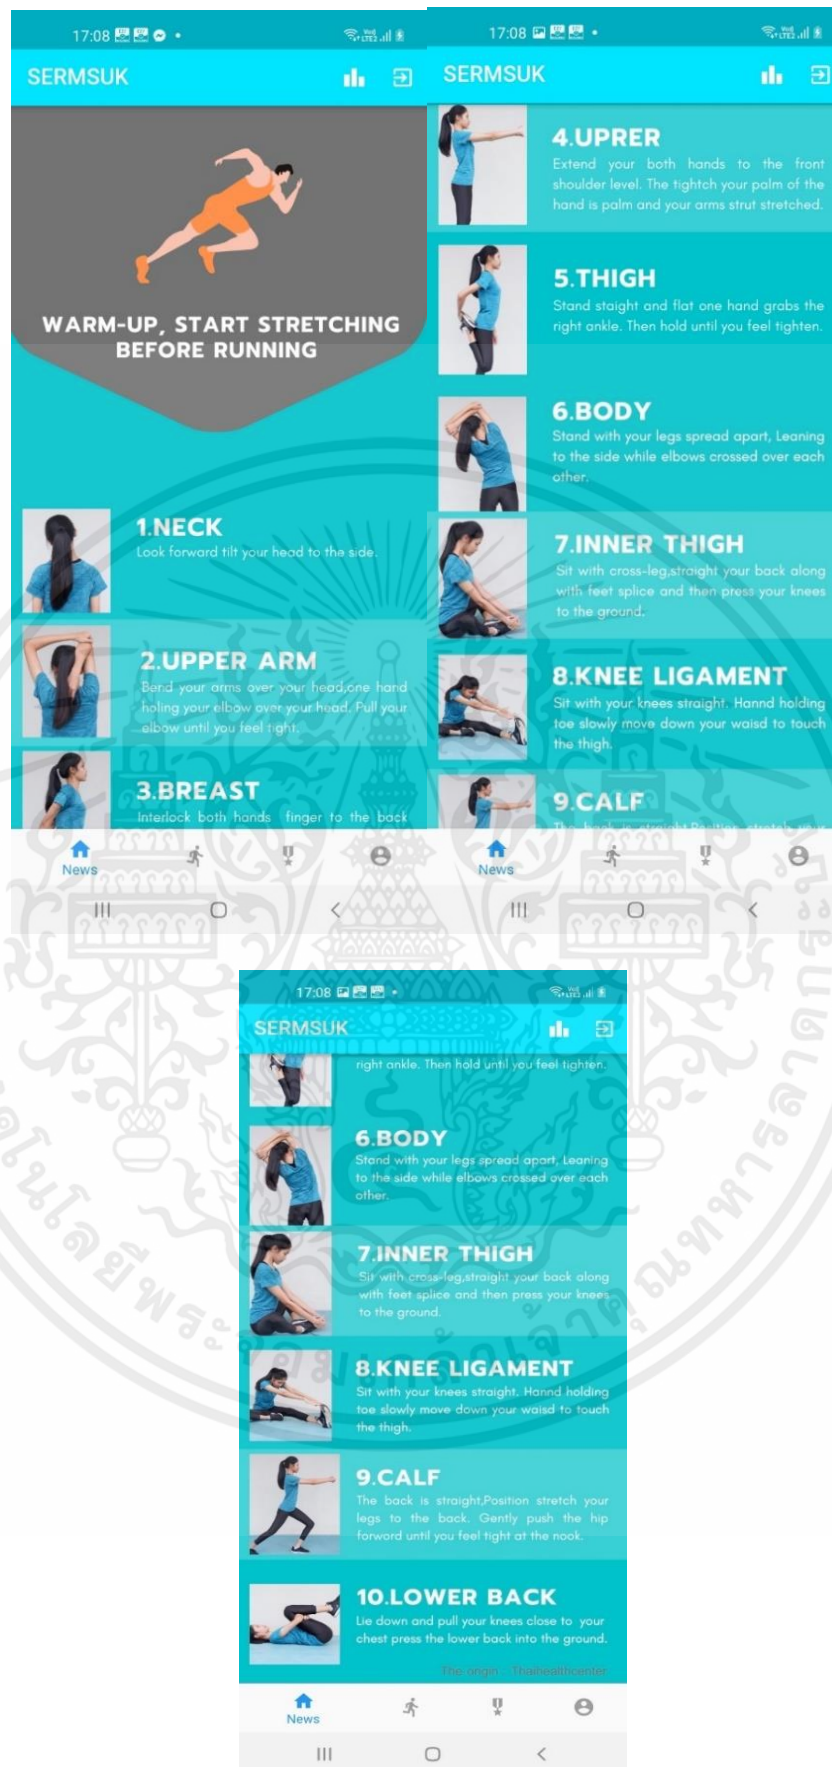 17:08
SERMSUK
WARM-UP, START STRETCHING
BEFORE RUNNING
1.NECK
Look forward tilt your head to the side.
2.UPPER ARM
Bend your arms over your head,one hand
holing your elbow over your head. Pull your
elbow until you feel tight.
3.BREAST
Interlock both hands finger to the back
News
17:08
SERMSUK
4.UPRER
Extend your both hands to the front
shoulder level. The tightch your palm of the
hand is palm and your arms strut stretched.
5.THIGH
Stand staight and flat one hand grabs the
right ankle. Then hold until you feel tighten.
6.BODY
Stand with your legs spread apart, Leaning
to the side while elbows crossed over each
other.
7.INNER THIGH
Sit with cross-leg,straight your back along
with feet splice and then press your knees
to the ground.
8.KNEE LIGAMENT
Sit with your knees straight. Hannd holding
toe slowly move down your waisd to touch
the thigh.
9.CALF
The back is straight,Position stretch your
News
17:08
SERMSUK
right ankle. Then hold until you feel tighten.
6.BODY
Stand with your legs spread apart, Leaning
to the side while elbows crossed over each
other.
7.INNER THIGH
Sit with cross-leg,straight your back along
with feet splice and then press your knees
to the ground.
8.KNEE LIGAMENT
Sit with your knees straight. Hannd holding
toe slowly move down your waisd to touch
the thigh.
9.CALF
The back is straight,Position stretch your
legs to the back. Gently push the hip
forword until you feel tight at the nook.
10.LOWER BACK
Lie down and pull your knees close to your
chest press the lower back into the ground.
The origin : Thaihealthcenter
News